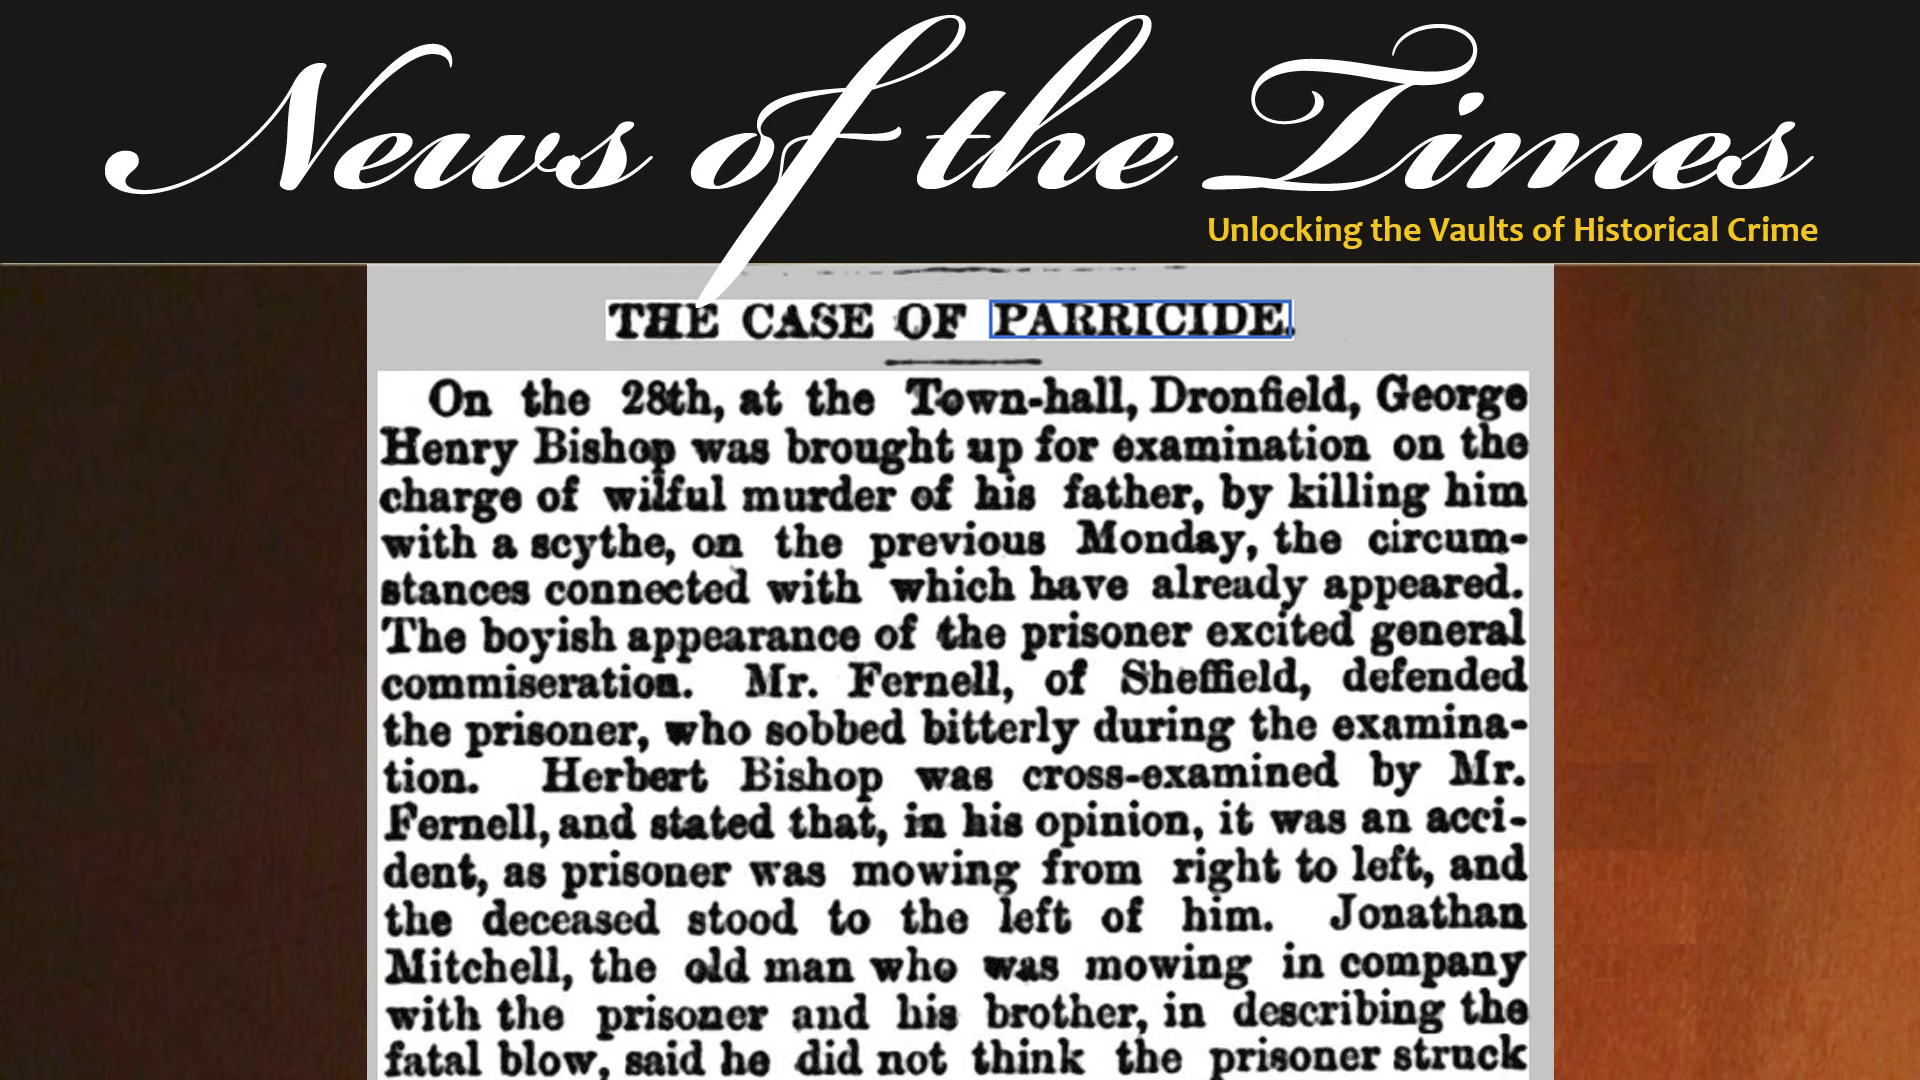 News of the Times
Unlocking the Vaults of Historical Crime
THE CASE OF PARRICIDE.
On the 28th, at the Town-hall, Dronfield, George
Henry Bishop was brought up for examination on the
charge of wilful murder of his father, by killing him
with a scythe, on the previous Monday, the circum-
stances connected with which have already appeared.
The boyish appearance of the prisoner excited general
commiseration. Mr. Fernell, of Sheffield, defended
the prisoner, who sobbed bitterly during the examina-
tion. Herbert Bishop was cross-examined by Mr.
Fernell, and stated that, in his opinion, it was an acci-
dent, as prisoner was mowing from right to left, and
the deceased stood to the left of him. Jonathan
Mitchell, the old man who was mowing in company
with the prisoner and his brother, in describing the
fatal blow, said he did not think the prisoner struck